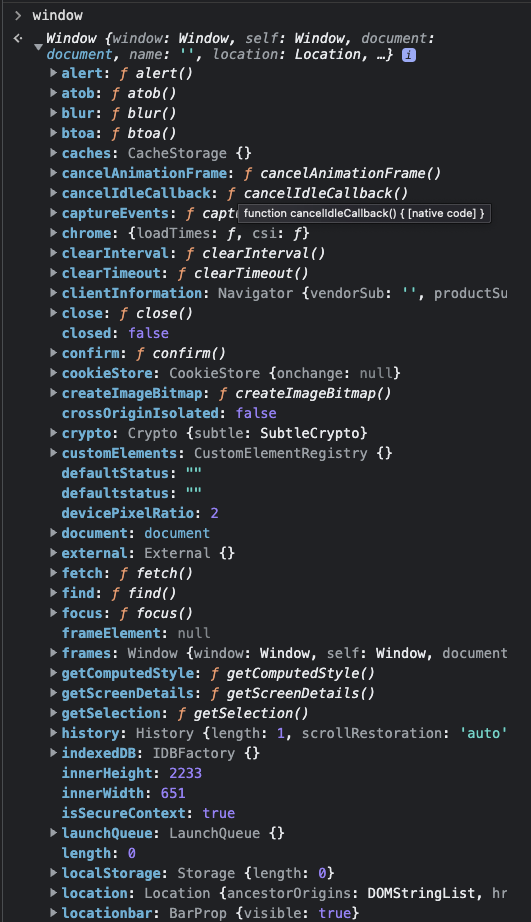 > window
Window {window: Window, self: Window, document:
document, name: '', location: Location, …} i
alert: ƒ alert()
atob: ƒ atob()
blur: ƒ blur()
btoa: ƒ btoa()
caches: CacheStorage {}
cancelAnimationFrame: ƒ cancelAnimationFrame()
cancelIdleCallback: ƒ cancelIdleCallback()
captureEvents: ƒ capt
function cancelIdleCallback() { [native code] }
chrome: {loadTimes: ƒ, csi: ƒ}
clearInterval: ƒ clearInterval()
clearTimeout: ƒ clearTimeout()
clientInformation: Navigator {vendorSub: '', productSu
close: ƒ close()
closed: false
confirm: ƒ confirm()
cookieStore: CookieStore {onchange: null}
createImageBitmap: ƒ createImageBitmap()
crossOriginIsolated: false
crypto: Crypto {subtle: SubtleCrypto}
customElements: CustomElementRegistry {}
defaultStatus: ""
defaultstatus: ""
devicePixelRatio: 2
document: document
external: External {}
fetch: ƒ fetch()
find: ƒ find()
focus: ƒ focus()
frameElement: null
frames: Window {window: Window, self: Window, document
getComputedStyle: ƒ getComputedStyle()
getScreenDetails: ƒ getScreenDetails()
getSelection: ƒ getSelection()
history: History {length: 1, scrollRestoration: 'auto'
indexedDB: IDBFactory {}
innerHeight: 2233
innerWidth: 651
isSecureContext: true
launchQueue: LaunchQueue {}
length: 0
localStorage: Storage {length: 0}
location: Location {ancestorOrigins: DOMStringList, hr
locationbar: BarProp {visible: true}